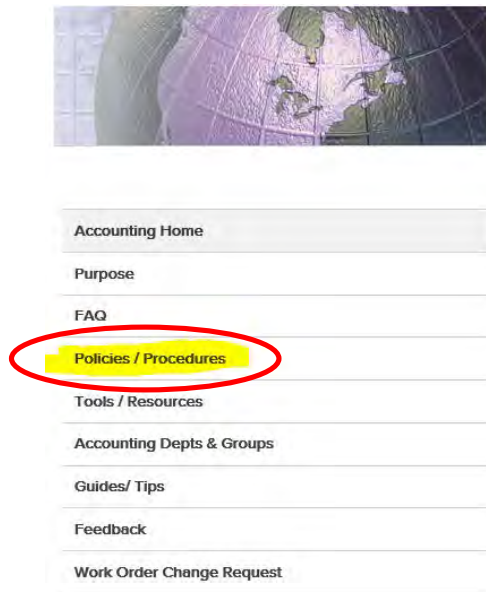 Accounting Home
Purpose
FAQ
Policies / Procedures
Tools / Resources
Accounting Depts & Groups
Guides/ Tips
Feedback
Work Order Change Request